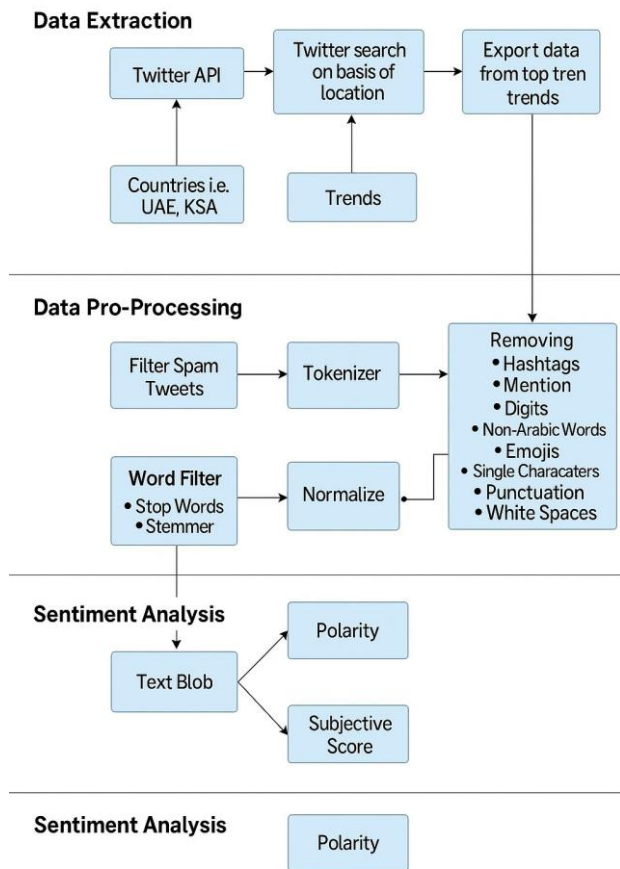 Data Extraction
Twitter API
Twitter search
on basis of
location
Export data
from top tren
trends
Countries i.e.
UAE, KSA
Trends
Data Pro-Processing
Filter Spam
Tweets
Tokenizer
Removing
• Hashtags
• Mention
• Digits
• Non-Arabic Words
• Emojis
• Single Characaters
• Punctuation
• White Spaces
Word Filter
• Stop Words
• Stemmer
Normalize
Sentiment Analysis
Text Blob
Polarity
Subjective
Score
Sentiment Analysis
Polarity